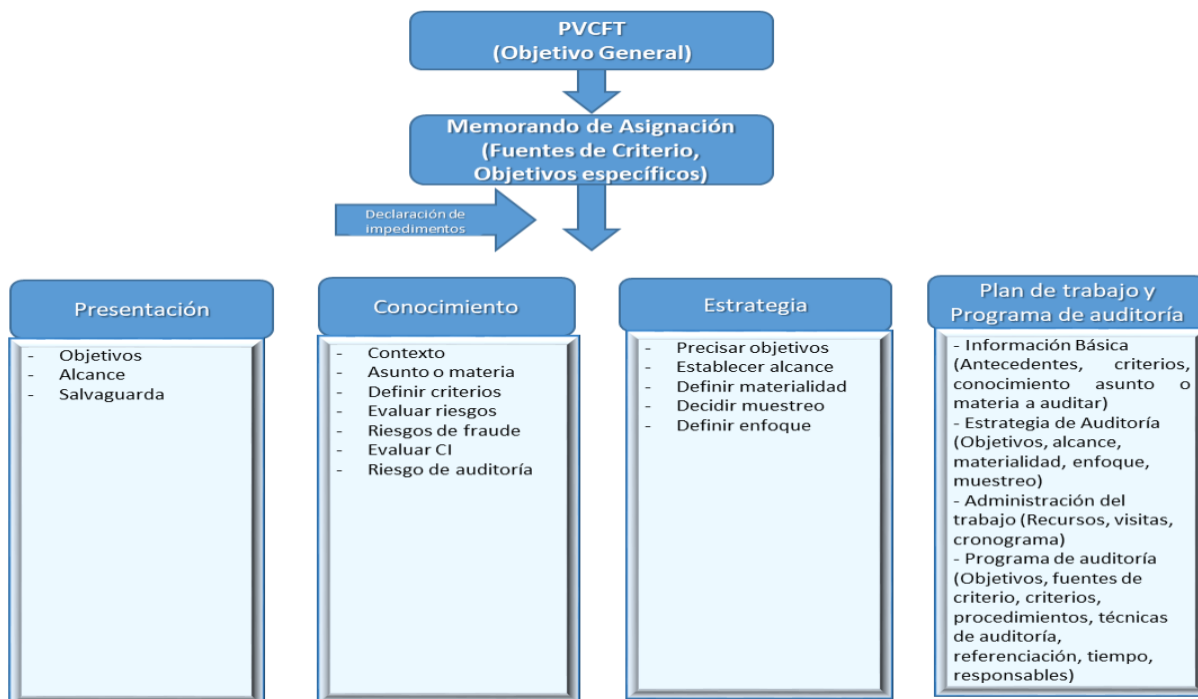 PVCFT
(Objetivo General)
Memorando de Asignación
(Fuentes de Criterio,
Objetivos específicos)
Declaración de
impedimentos
Presentación
- Objetivos
- Alcance
- Salvaguarda
Conocimiento
- Contexto
- Asunto o materia
- Definir criterios
- Evaluar riesgos
- Riesgos de fraude
- Evaluar CI
- Riesgo de auditoría
Estrategia
- Precisar objetivos
- Establecer alcance
- Definir materialidad
- Decidir muestreo
- Definir enfoque
Plan de trabajo y
Programa de auditoría
- Información Básica
(Antecedentes, criterios,
conocimiento asunto o
materia a auditar)
- Estrategia de Auditoría
(Objetivos, alcance,
materialidad, enfoque,
muestreo)
- Administración del
trabajo (Recursos, visitas,
cronograma)
- Programa de auditoría
(Objetivos, fuentes de
criterio, criterios,
procedimientos, técnicas
de auditoría,
referenciación, tiempo,
responsables)